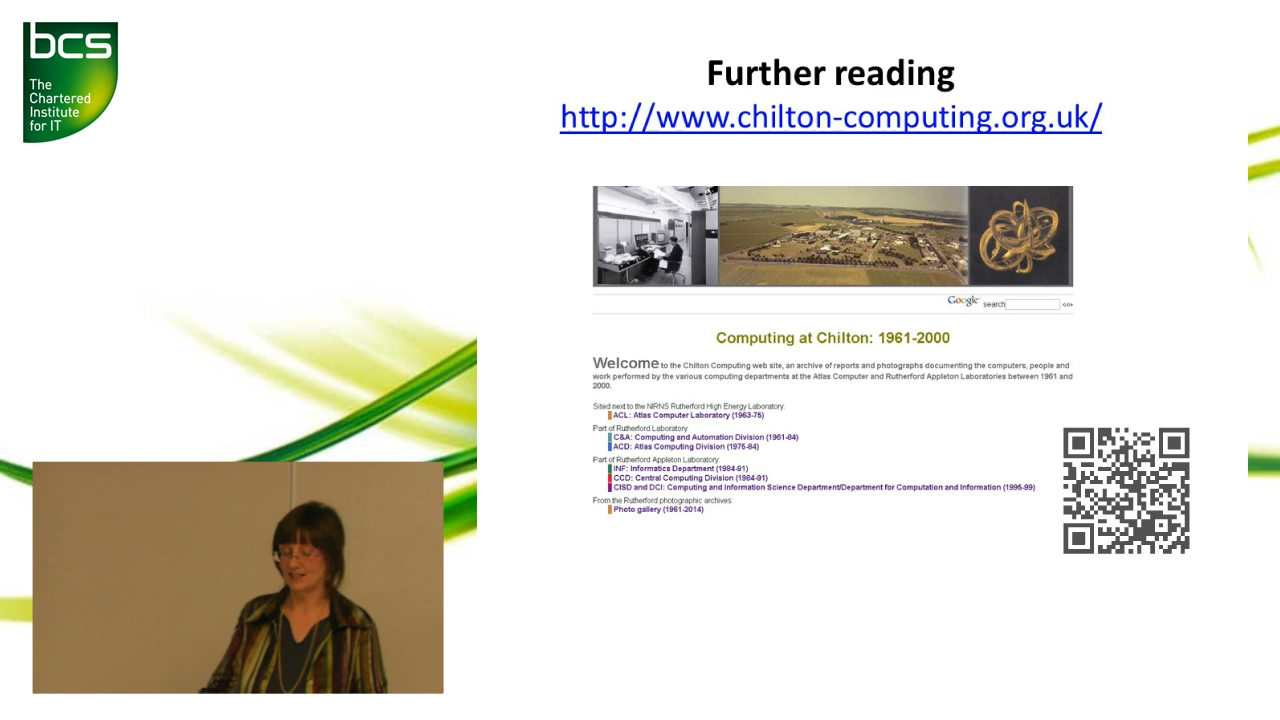 bcs
The
Chartered
Institute
for IT
Further reading
http://www.chilton-computing.org.uk/
Google search GO!
Computing at Chilton: 1961-2000
Welcome to the Chilton Computing web site, an archive of reports and photographs documenting the computers, people and
work performed by the various computing departments at the Atlas Computer and Rutherford Appleton Laboratories between 1961 and
2000.
Sited next to the NIRNS Rutherford High Energy Laboratory:
ACL: Atlas Computer Laboratory (1963-75)
Part of Rutherford Laboratory:
C&A: Computing and Automation Division (1961-84)
ACD: Atlas Computing Division (1975-84)
Part of Rutherford Appleton Laboratory:
INF: Informatics Department (1984-91)
CCD: Central Computing Division (1984-91)
CISD and DCI: Computing and Information Science Department/Department for Computation and Information (1995-99)
From the Rutherford photographic archives:
Photo gallery (1961-2014)